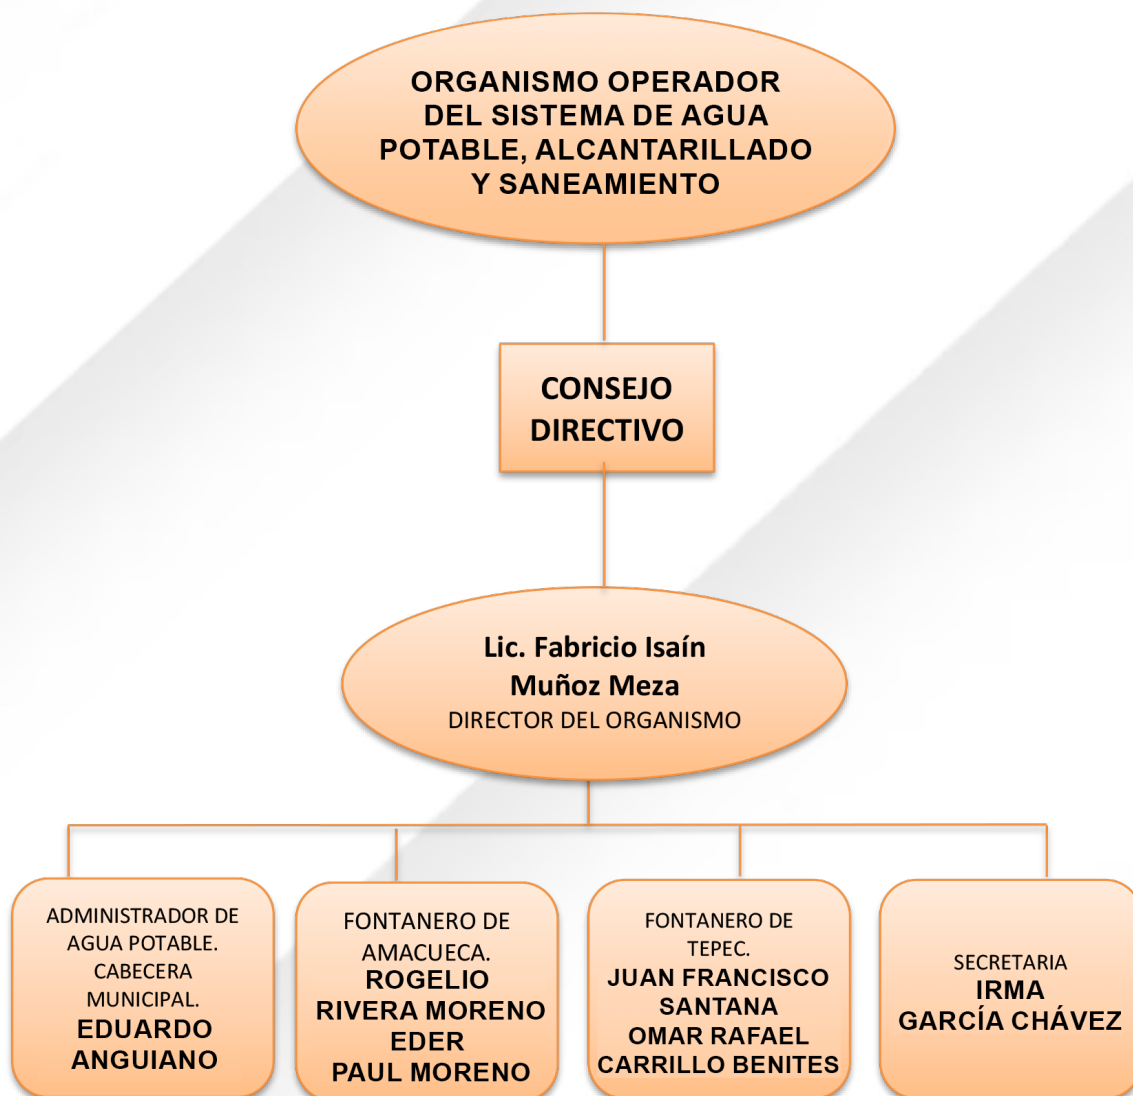 ORGANISMO OPERADOR
DEL SISTEMA DE AGUA
POTABLE, ALCANTARILLADO
Y SANEAMIENTO
CONSEJO
DIRECTIVO
Lic. Fabricio Isaín
Muñoz Meza
DIRECTOR DEL ORGANISMO
ADMINISTRADOR DE
AGUA POTABLE.
CABECERA
MUNICIPAL.
EDUARDO
ANGUIANO
FONTANERO DE
AMACUECA.
ROGELIO
RIVERA MORENO
EDER
PAUL MORENO
FONTANERO DE
TEPEC.
JUAN FRANCISCO
SANTANA
OMAR RAFAEL
CARRILLO BENITES
SECRETARIA
IRMA
GARCÍA CHÁVEZ